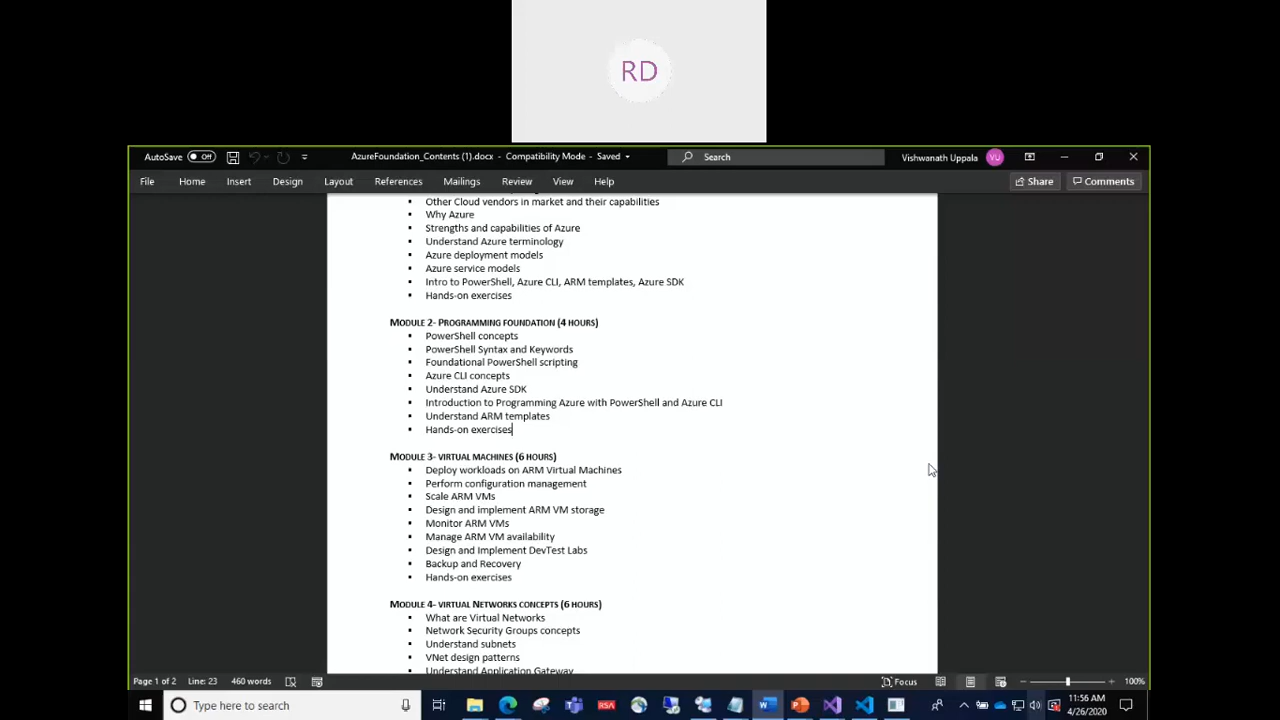 RD
AutoSave Off AzureFoundation_Contents (1).docx - Compatibility Mode - Saved Search Vishwanath Uppala VU
File Home Insert Design Layout References Mailings Review View Help Share Comments
Other Cloud vendors in market and their capabilities
Why Azure
Strengths and capabilities of Azure
Understand Azure terminology
Azure deployment models
Azure service models
Intro to PowerShell, Azure CLI, ARM templates, Azure SDK
Hands-on exercises
MODULE 2- PROGRAMMING FOUNDATION (4 HOURS)
PowerShell concepts
PowerShell Syntax and Keywords
Foundational PowerShell scripting
Azure CLI concepts
Understand Azure SDK
Introduction to Programming Azure with PowerShell and Azure CLI
Understand ARM templates
Hands-on exercises
MODULE 3- VIRTUAL MACHINES (6 HOURS)
Deploy workloads on ARM Virtual Machines
Perform configuration management
Scale ARM VMs
Design and implement ARM VM storage
Monitor ARM VMs
Manage ARM VM availability
Design and Implement DevTest Labs
Backup and Recovery
Hands-on exercises
MODULE 4- VIRTUAL NETWORKS CONCEPTS (6 HOURS)
What are Virtual Networks
Network Security Groups concepts
Understand subnets
VNet design patterns
Understand Application Gateway
Page 1 of 2 Line: 23 460 words Focus 100%
Type here to search RSA 11:56 AM
4/26/2020